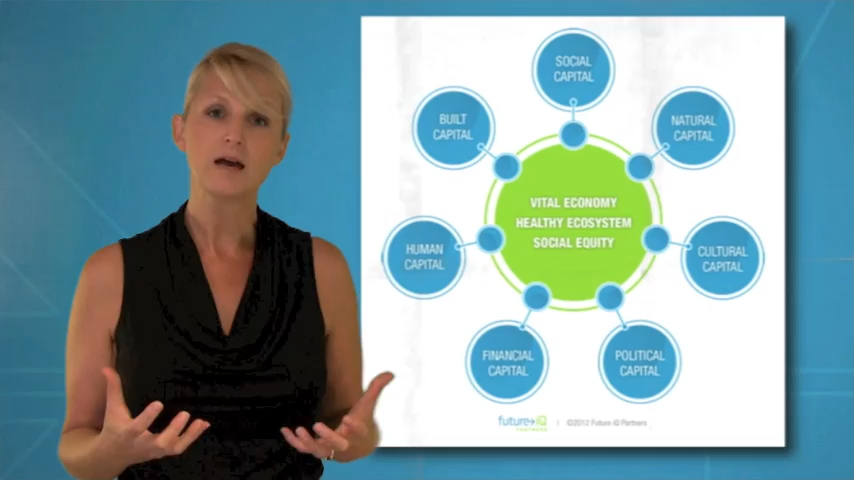 SOCIAL
CAPITAL
BUILT
CAPITAL
NATURAL
CAPITAL
VITAL ECONOMY
HEALTHY ECOSYSTEM
SOCIAL EQUITY
HUMAN
CAPITAL
CULTURAL
CAPITAL
FINANCIAL
CAPITAL
POLITICAL
CAPITAL
future iQ
PARTNERS
©2012 Future iQ Partners